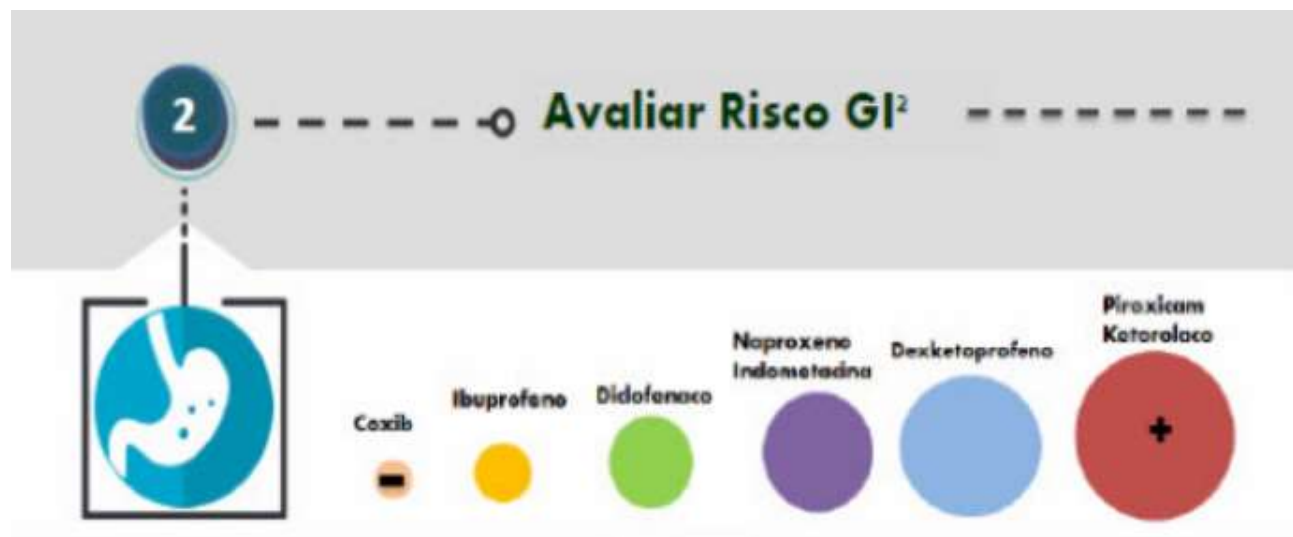 2
Avaliar Risco GI²
Piroxicam
Ketorolaco
Naproxeno
Indometacina
Dexketoprofeno
Ibuprofeno
Diclofenaco
Coxib
-
+